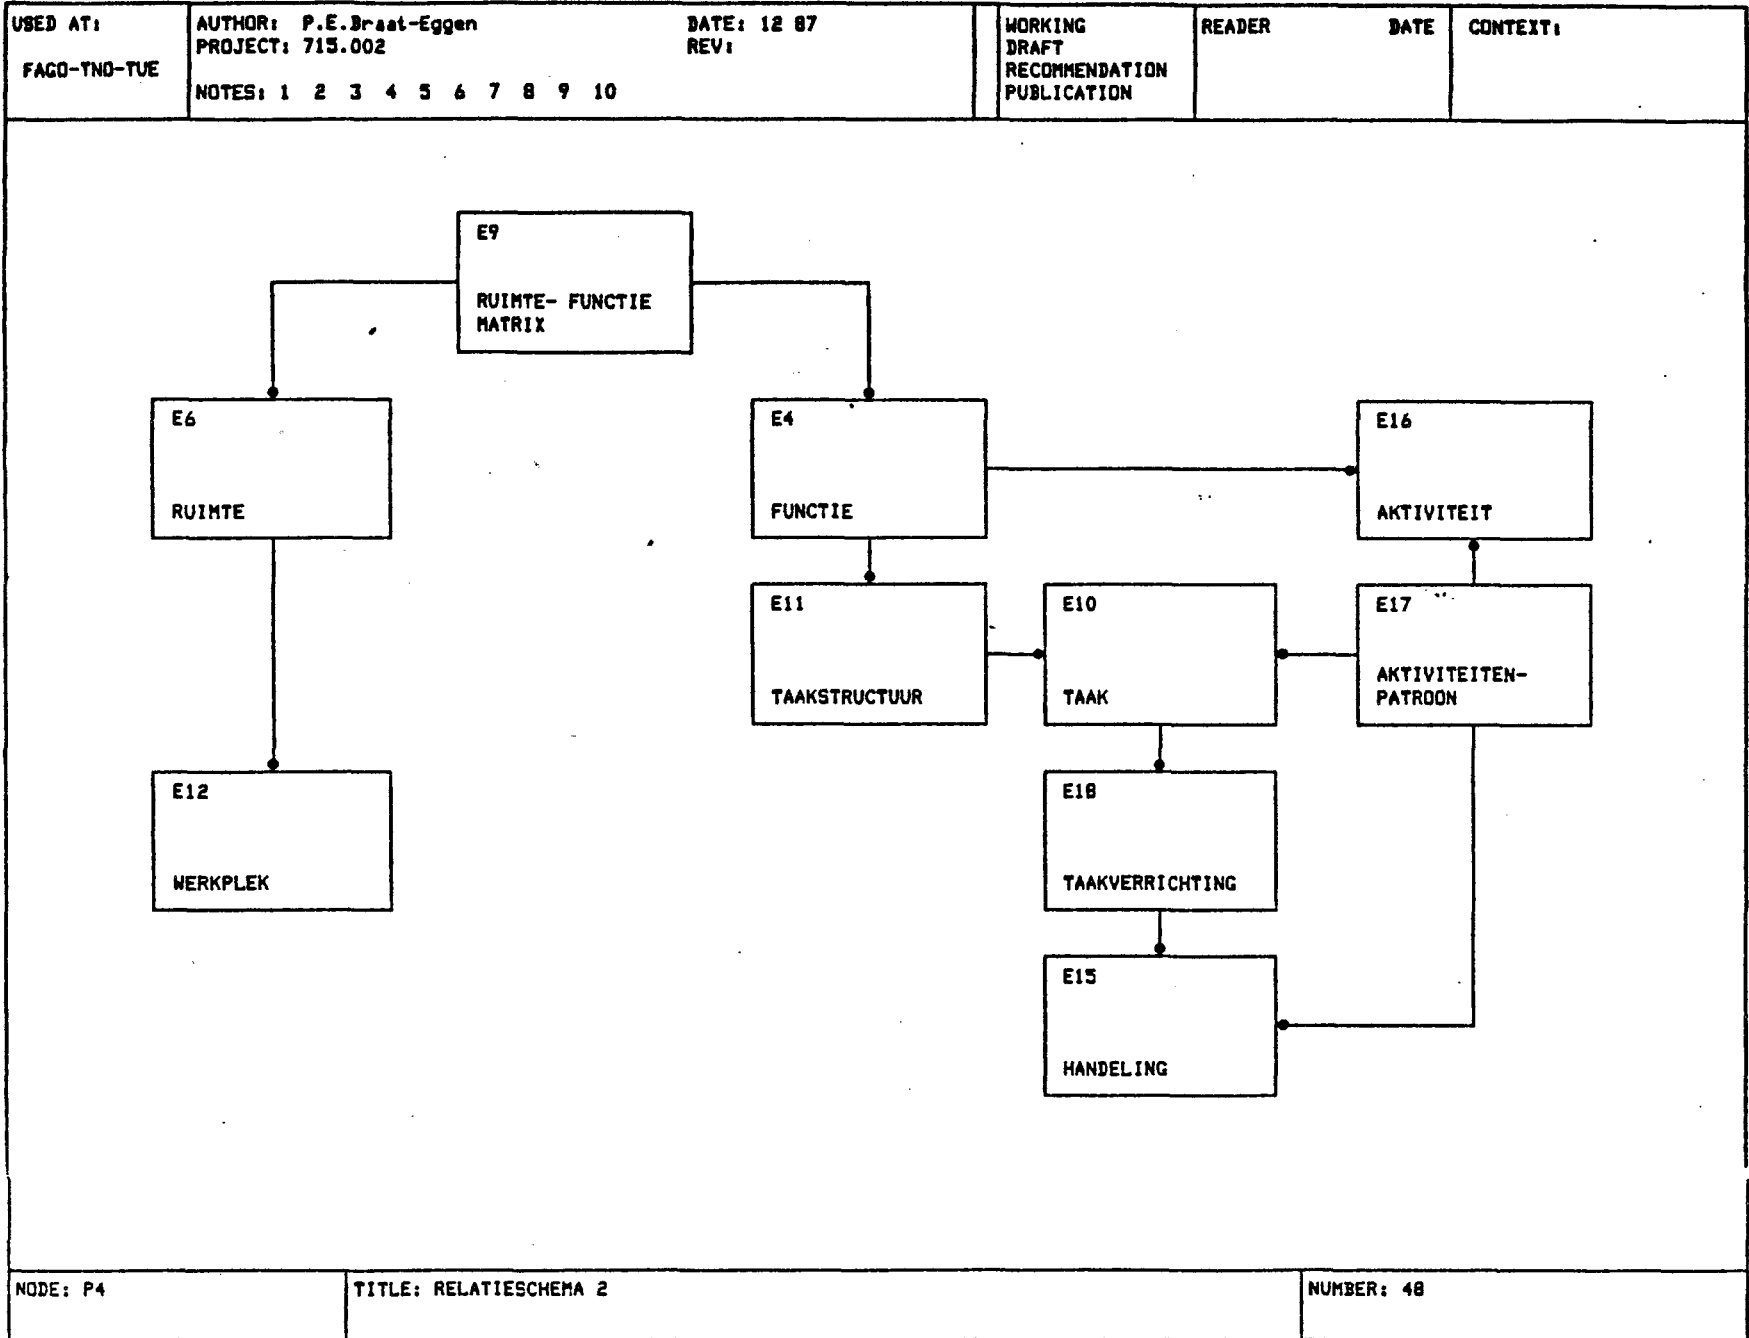 USED AT:
FAGO-TNO-TUE
AUTHOR: P.E.Braat-Eggen
DATE: 12 87
PROJECT: 715.002
REV:
NOTES: 1 2 3 4 5 6 7 8 9 10
WORKING
DRAFT
RECOMMENDATION
PUBLICATION
READER
DATE
CONTEXT:
E9
RUIMTE- FUNCTIE
MATRIX
E6
RUIMTE
E4
FUNCTIE
E16
AKTIVITEIT
E11
TAAKSTRUCTUUR
E10
TAAK
E17
AKTIVITEITEN-
PATROON
E12
WERKPLEK
E18
TAAKVERRICHTING
E15
HANDELING
NODE: P4
TITLE: RELATIESCHEMA 2
NUMBER: 48